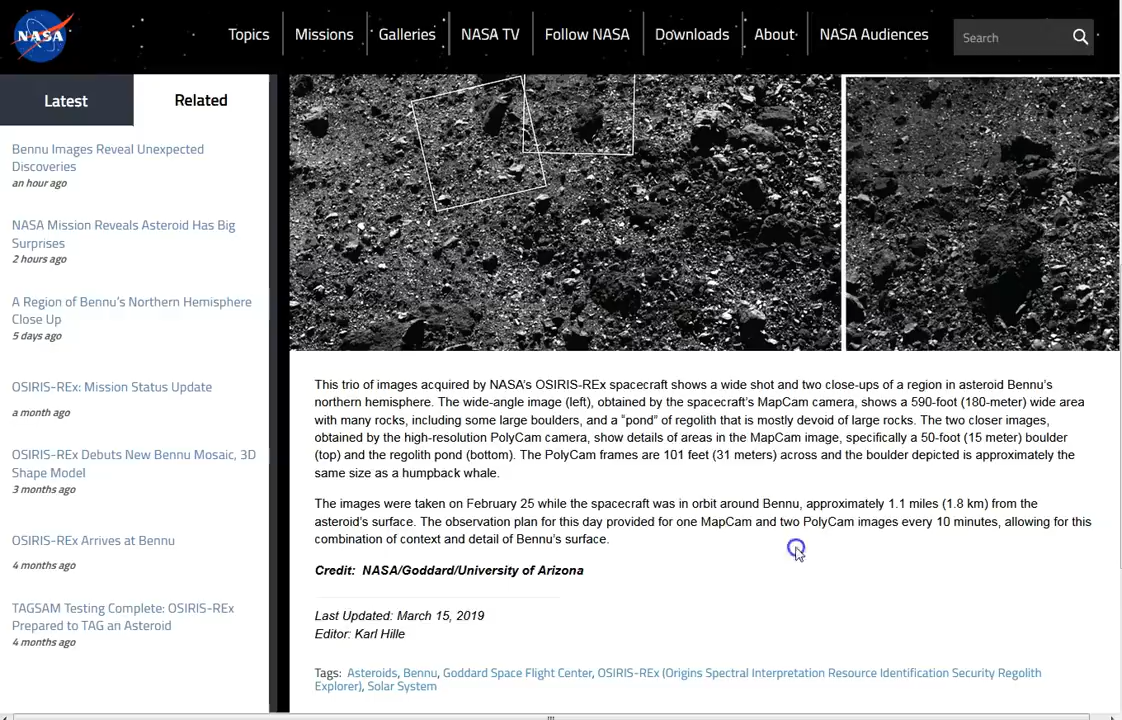 NASA
Topics
Missions
Galleries
NASA TV
Follow NASA
Downloads
About
NASA Audiences
Search
Latest
Related
Bennu Images Reveal Unexpected
Discoveries
an hour ago
NASA Mission Reveals Asteroid Has Big
Surprises
2 hours ago
A Region of Bennu's Northern Hemisphere
Close Up
5 days ago
OSIRIS-REx: Mission Status Update
a month ago
OSIRIS-REx Debuts New Bennu Mosaic, 3D
Shape Model
3 months ago
OSIRIS-REx Arrives at Bennu
4 months ago
TAGSAM Testing Complete: OSIRIS-REx
Prepared to TAG an Asteroid
4 months ago
This trio of images acquired by NASA's OSIRIS-REx spacecraft shows a wide shot and two close-ups of a region in asteroid Bennu's
northern hemisphere. The wide-angle image (left), obtained by the spacecraft's MapCam camera, shows a 590-foot (180-meter) wide area
with many rocks, including some large boulders, and a “pond” of regolith that is mostly devoid of large rocks. The two closer images,
obtained by the high-resolution PolyCam camera, show details of areas in the MapCam image, specifically a 50-foot (15 meter) boulder
(top) and the regolith pond (bottom). The PolyCam frames are 101 feet (31 meters) across and the boulder depicted is approximately the
same size as a humpback whale.
The images were taken on February 25 while the spacecraft was in orbit around Bennu, approximately 1.1 miles (1.8 km) from the
asteroid's surface. The observation plan for this day provided for one MapCam and two PolyCam images every 10 minutes, allowing for this
combination of context and detail of Bennu's surface.
Credit: NASA/Goddard/University of Arizona
Last Updated: March 15, 2019
Editor: Karl Hille
Tags: Asteroids, Bennu, Goddard Space Flight Center, OSIRIS-REx (Origins Spectral Interpretation Resource Identification Security Regolith
Explorer), Solar System